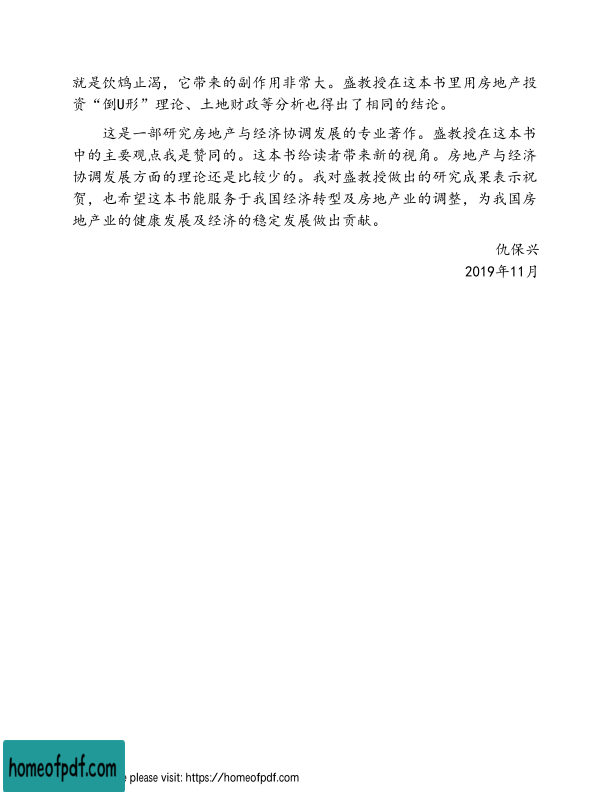 就是饮鸩止渴，它带来的副作用非常大。盛教授在这本书里用房地产投
资“倒U形”理论、土地财政等分析也得出了相同的结论。
这是一部研究房地产与经济协调发展的专业著作。盛教授在这本书
中的主要观点我是赞同的。这本书给读者带来新的视角。房地产与经济
协调发展方面的理论还是比较少的。我对盛教授做出的研究成果表示祝
贺，也希望这本书能服务于我国经济转型及房地产业的调整，为我国房
地产业的健康发展及经济的稳定发展做出贡献。
仇保兴
2019年11月
homeofpdf.com
e please visit: https://homeofpdf.com